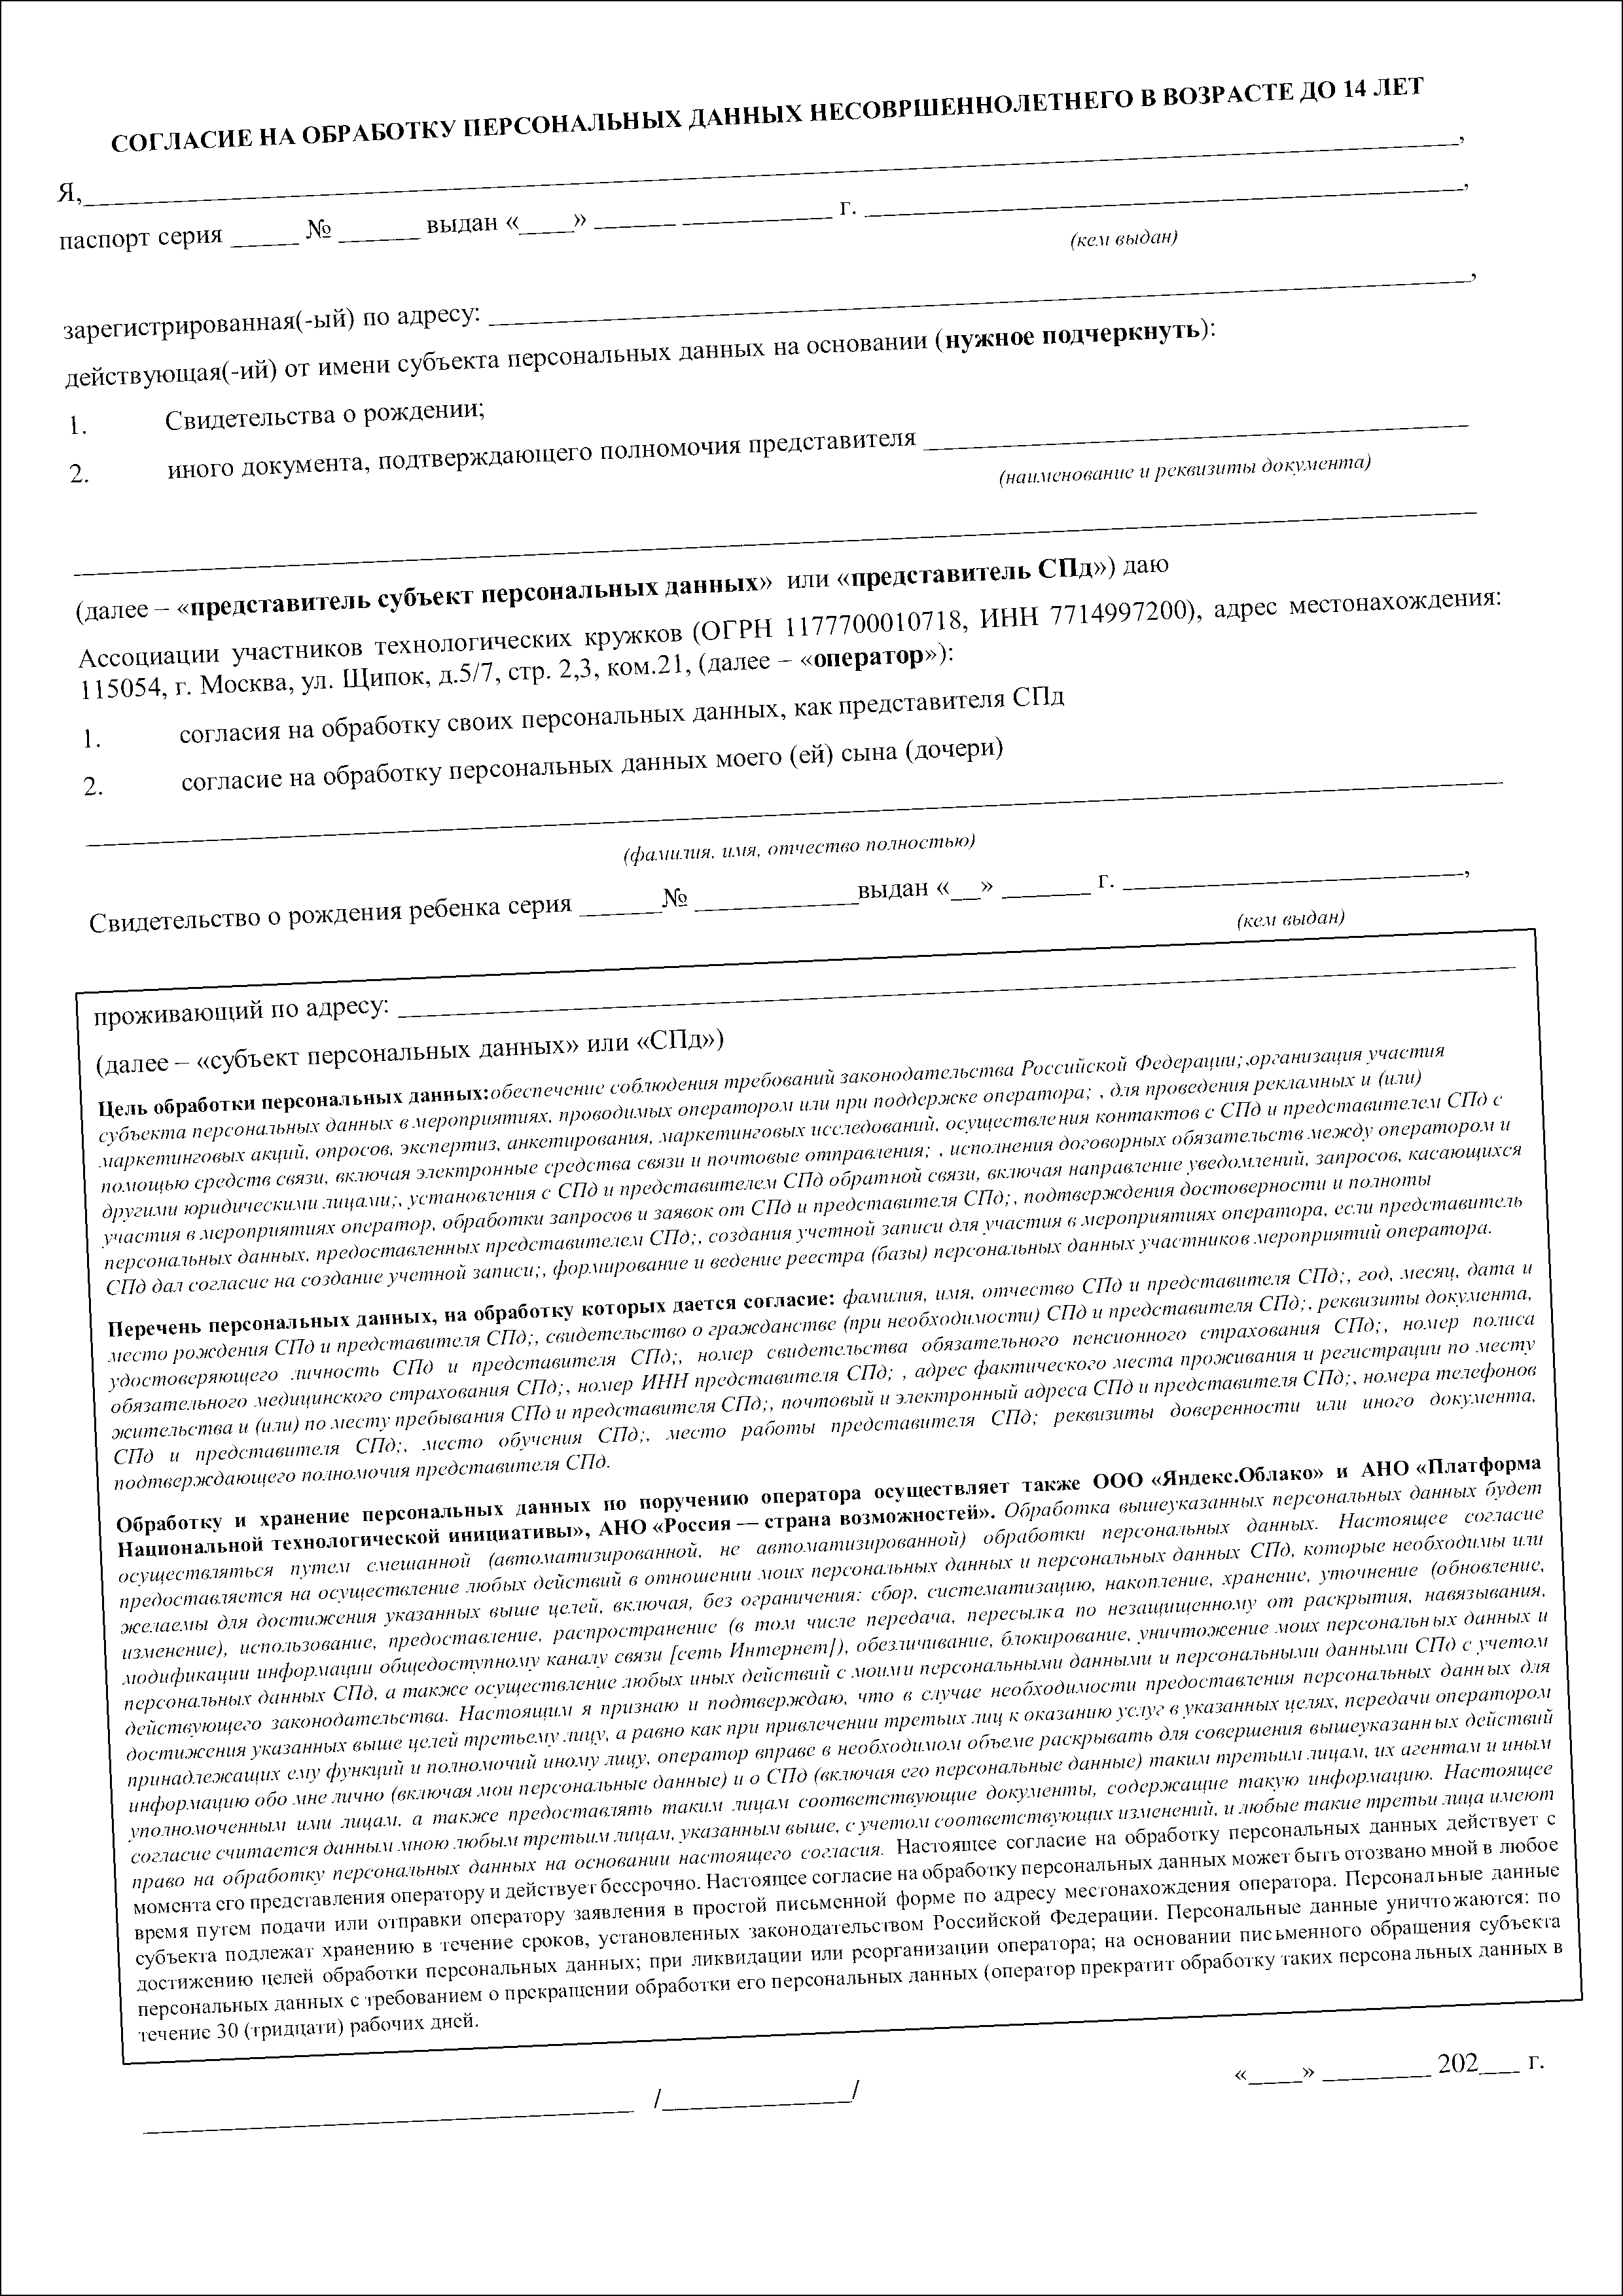 СОГЛАСИЕ НА ОБРАБОТКУ ПЕРСОНАЛЬНЫХ ДАННЫХ НЕСОВРШЕННОЛЕТНЕГО В ВОЗРАСТЕ ДО 14 ЛЕТ
Я,____________________,
паспорт серия _____ № ______ выдан «____» ______ ___________ г. ____________________,
(кем выдан)
зарегистрированная(-ый) по адресу: ____________________,
действующая(-ий) от имени субъекта персональных данных на основании (нужное подчеркнуть):
1. Свидетельства о рождении;
2. иного документа, подтверждающего полномочия представителя ____________________
(наименование и реквизиты документа)
____________________
(далее – «представитель субъект персональных данных» или «представитель СПд») даю
Ассоциации участников технологических кружков (ОГРН 1177700010718, ИНН 7714997200), адрес местонахождения:
115054, г. Москва, ул. Щипок, д.5/7, стр. 2,3, ком.21, (далее – «оператор»):
1. согласия на обработку своих персональных данных, как представителя СПд
2. согласие на обработку персональных данных моего (ей) сына (дочери)
____________________
(фамилия, имя, отчество полностью)
Свидетельство о рождения ребенка серия ______№ ____________выдан «__» _______ г. ____________________,
(кем выдан)
проживающий по адресу: ____________________
(далее – «субъект персональных данных» или «СПд»)
Цель обработки персональных данных:обеспечение соблюдения требований законодательства Российской Федерации;,организация участия
субъекта персональных данных в мероприятиях, проводимых оператором или при поддержке оператора; , для проведения рекламных и (или)
маркетинговых акций, опросов, экспертиз, анкетирования, маркетинговых исследований, осуществления контактов с СПд и представителем СПд с
помощью средств связи, включая электронные средства связи и почтовые отправления; , исполнения договорных обязательств между оператором и
другими юридическими лицами;, установления с СПд и представителем СПд обратной связи, включая направление уведомлений, запросов, касающихся
участия в мероприятиях оператор, обработки запросов и заявок от СПд и представителя СПд;, подтверждения достоверности и полноты
персональных данных, предоставленных представителем СПд;, создания учетной записи для участия в мероприятиях оператора, если представитель
СПд дал согласие на создание учетной записи;, формирование и ведение реестра (базы) персональных данных участников мероприятий оператора.
Перечень персональных данных, на обработку которых дается согласие: фамилия, имя, отчество СПд и представителя СПд;, год, месяц, дата и
место рождения СПд и представителя СПд;, свидетельство о гражданстве (при необходимости) СПд и представителя СПд;, реквизиты документа,
удостоверяющего личность СПд и представителя СПд;, номер свидетельства обязательного пенсионного страхования СПд;, номер полиса
обязательного медицинского страхования СПд;, номер ИНН представителя СПд; , адрес фактического места проживания и регистрации по месту
жительства и (или) по месту пребывания СПд и представителя СПд;, почтовый и электронный адреса СПд и представителя СПд;, номера телефонов
СПд и представителя СПд;, место обучения СПд;, место работы представителя СПд; реквизиты доверенности или иного документа,
подтверждающего полномочия представителя СПд.
Обработку и хранение персональных данных по поручению оператора осуществляет также ООО «Яндекс.Облако» и АНО «Платформа
Национальной технологической инициативы», АНО «Россия — страна возможностей». Обработка вышеуказанных персональных данных будет
осуществляться путем смешанной (автоматизированной, не автоматизированной) обработки персональных данных. Настоящее согласие
предоставляется на осуществление любых действий в отношении моих персональных данных и персональных данных СПд, которые необходимы или
желаемы для достижения указанных выше целей, включая, без ограничения: сбор, систематизацию, накопление, хранение, уточнение (обновление,
изменение), использование, предоставление, распространение (в том числе передача, пересылка по незащищенному от раскрытия, навязывания,
модификации информации общедоступному каналу связи [сеть Интернет]), обезличивание, блокирование, уничтожение моих персональных данных и
персональных данных СПд, а также осуществление любых иных действий с моими персональными данными и персональными данными СПд с учетом
действующего законодательства. Настоящим я признаю и подтверждаю, что в случае необходимости предоставления персональных данных для
достижения указанных выше целей третьему лицу, а равно как при привлечении третьих лиц к оказанию услуг в указанных целях, передачи оператором
принадлежащих ему функций и полномочий иному лицу, оператор вправе в необходимом объеме раскрывать для совершения вышеуказанных действий
информацию обо мне лично (включая мои персональные данные) и о СПд (включая его персональные данные) таким третьим лицам, их агентам и иным
уполномоченным ими лицам, а также предоставлять таким лицам соответствующие документы, содержащие такую информацию. Настоящее
согласие считается данным мною любым третьим лицам, указанным выше, с учетом соответствующих изменений, и любые такие третьи лица имеют
право на обработку персональных данных на основании настоящего согласия. Настоящее согласие на обработку персональных данных действует с
момента его представления оператору и действует бессрочно. Настоящее согласие на обработку персональных данных может быть отозвано мной в любое
время путем подачи или отправки оператору заявления в простой письменной форме по адресу местонахождения оператора. Персональные данные
субъекта подлежат хранению в течение сроков, установленных законодательством Российской Федерации. Персональные данные уничтожаются: по
достижению целей обработки персональных данных; при ликвидации или реорганизации оператора; на основании письменного обращения субъекта
персональных данных с требованием о прекращении обработки его персональных данных (оператор прекратит обработку таких персональных данных в
течение 30 (тридцати) рабочих дней.
«____» ________ 202___ г.
____________________ /______________/